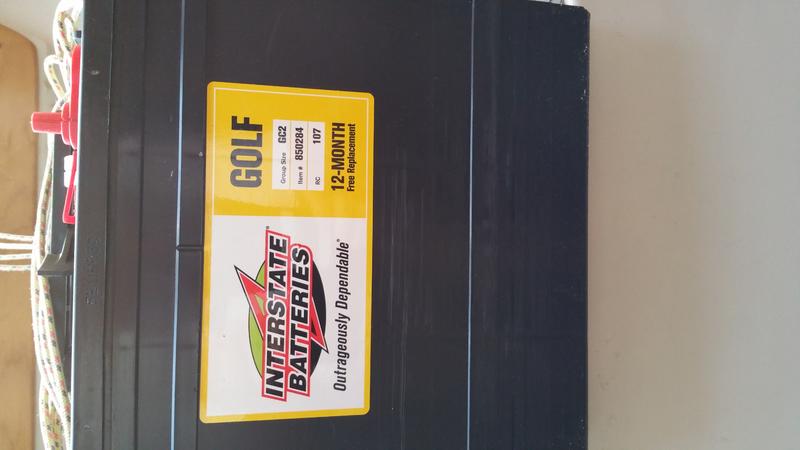 INTERSTATE
BATTERIES
Outrageously Dependable®
GOLF
Group Size GC2
Item # 850284
RC 107
12-MONTH
Free Replacement